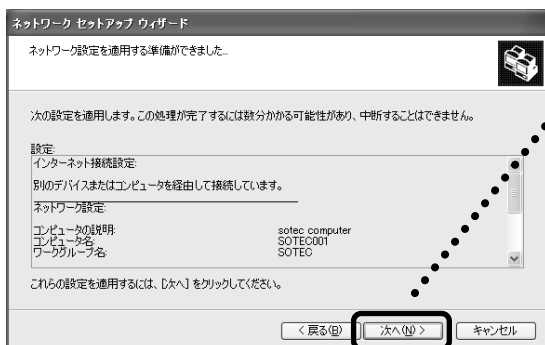 ネットワーク セットアップ ウィザード
ネットワーク設定を適用する準備ができました...
次の設定を適用します。この処理が完了するには数分かかる可能性があり、中断することはできません。
設定:
インターネット接続設定:
別のデバイスまたはコンピュータを経由して接続しています。
ネットワーク設定:
コンピュータの説明: sotec computer
コンピュータ名: SOTEC001
ワークグループ名: SOTEC
これらの設定を適用するには、[次へ] をクリックしてください。
< 戻る(B) 次へ(N) > キャンセル